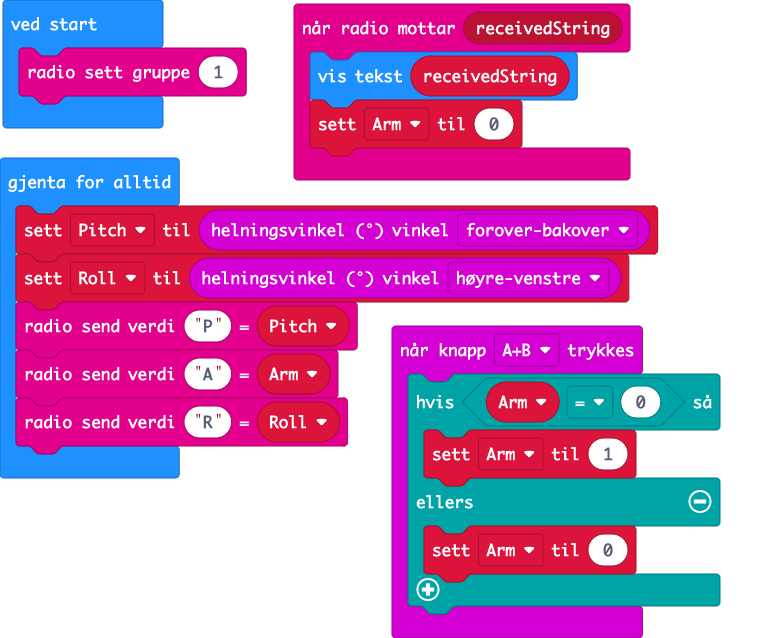 ved start
radio sett gruppe 1
når radio mottar receivedString
vis tekst receivedString
sett Arm til 0
gjenta for alltid
sett Pitch til helningsvinkel (°) vinkel forover-bakover
sett Roll til helningsvinkel (°) vinkel høyre-venstre
radio send verdi "P" = Pitch
radio send verdi "A" = Arm
radio send verdi "R" = Roll
når knapp A+B trykkes
hvis Arm = 0 så
sett Arm til 1
ellers
sett Arm til 0